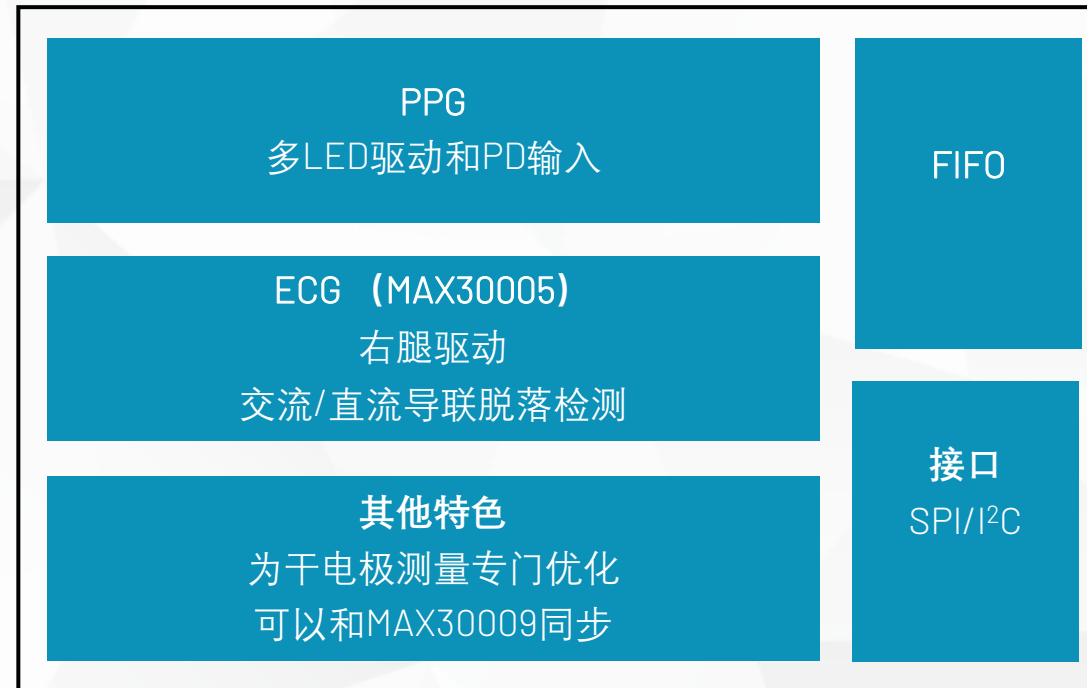 PPG
多LED驱动和PD输入
ECG （MAX30005）
右腿驱动
交流/直流导联脱落检测
其他特色
为干电极测量专门优化
可以和MAX30009同步
FIFO
接口
SPI/I²C